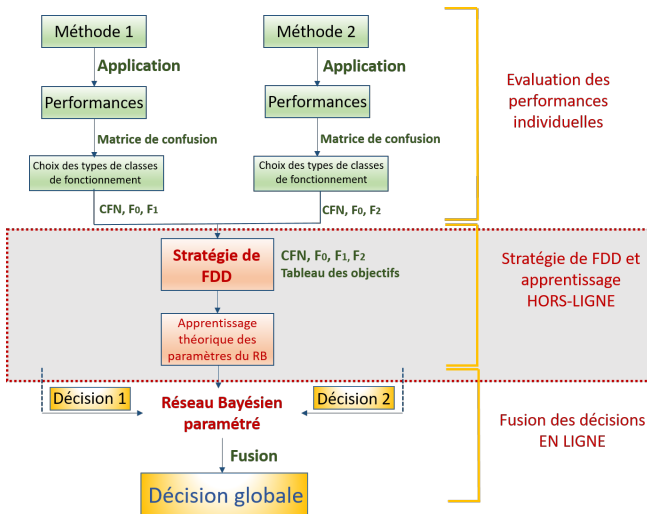 Méthode 1
Méthode 2
Application
Application
Evaluation des
performances
individuelles
Performances
Performances
Matrice de confusion
Matrice de confusion
Choix des types de classes
de fonctionnement
Choix des types de classes
de fonctionnement
CFN, F0, F1
CFN, F0, F2
Stratégie de
FDD
CFN, F0, F1, F2
Tableau des objectifs
Stratégie de FDD et
apprentissage
HORS-LIGNE
Apprentissage
théorique des
paramètres du RB
Décision 1
Réseau Bayésien
paramétré
Décision 2
Fusion des décisions
EN LIGNE
Fusion
Décision globale